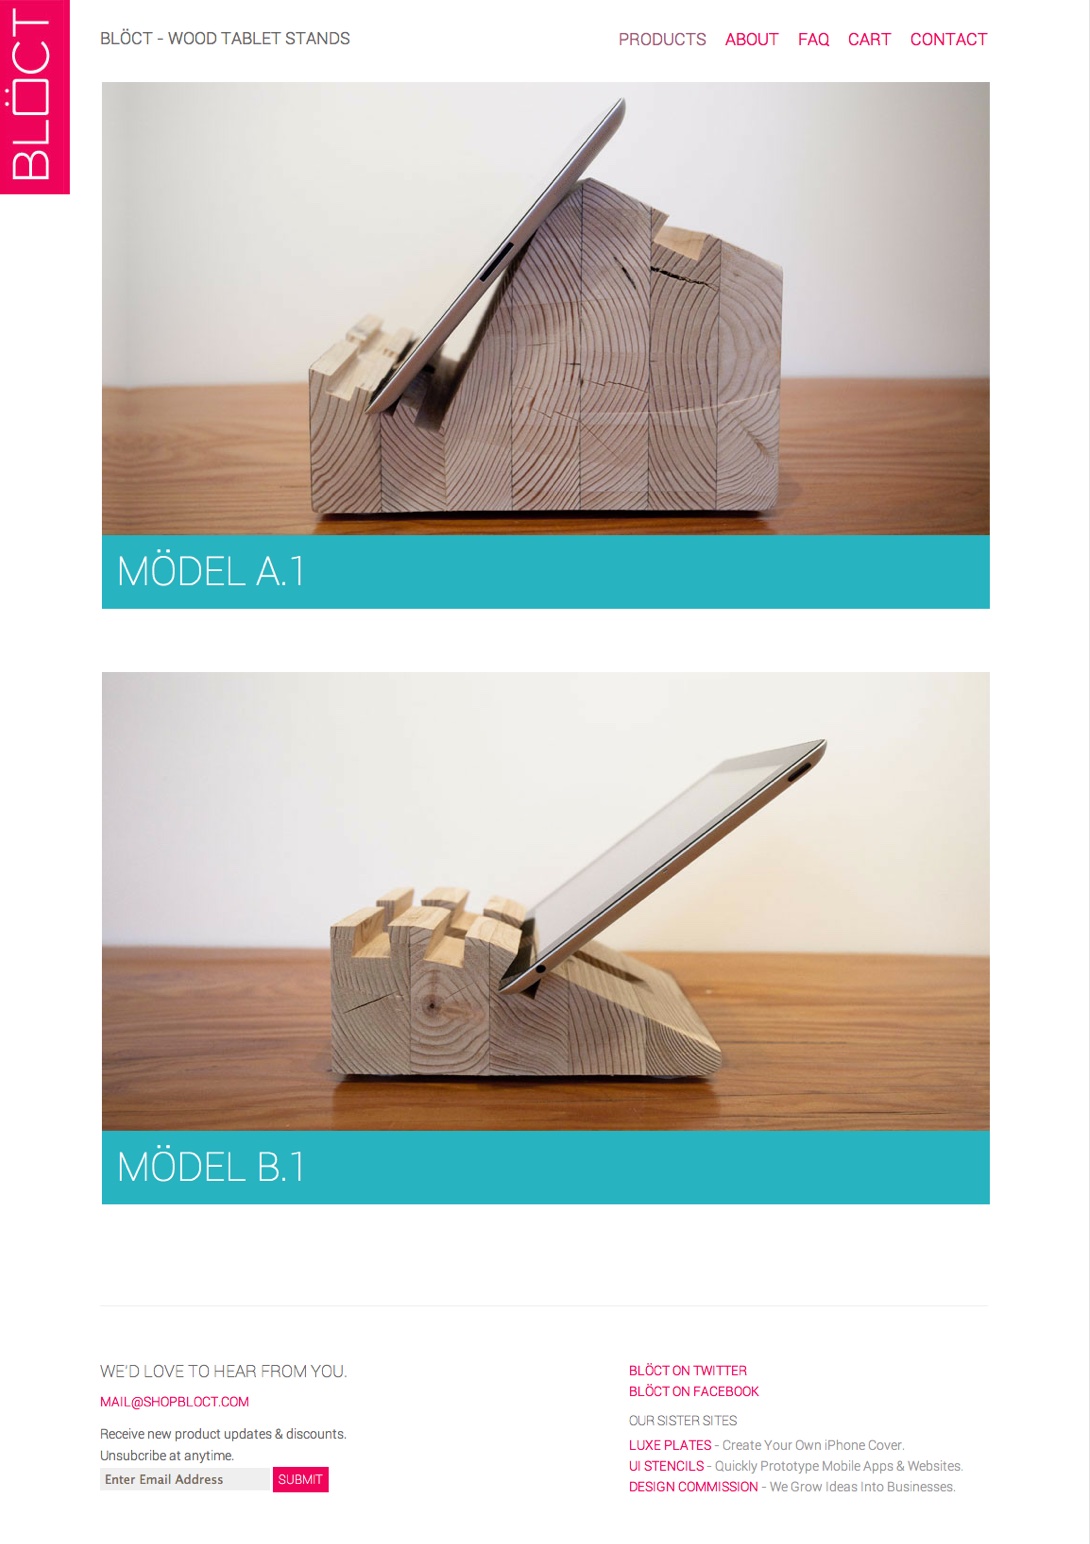 BLÖCT
BLÖCT - WOOD TABLET STANDS
PRODUCTS ABOUT FAQ CART CONTACT
MÖDEL A.1
MÖDEL B.1
WE'D LOVE TO HEAR FROM YOU.
MAIL@SHOPBLOCT.COM
Receive new product updates & discounts.
Unsubcribe at anytime.
Enter Email Address SUBMIT
BLÖCT ON TWITTER
BLÖCT ON FACEBOOK
OUR SISTER SITES
LUXE PLATES - Create Your Own iPhone Cover.
UI STENCILS - Quickly Prototype Mobile Apps & Websites.
DESIGN COMMISSION - We Grow Ideas Into Businesses.